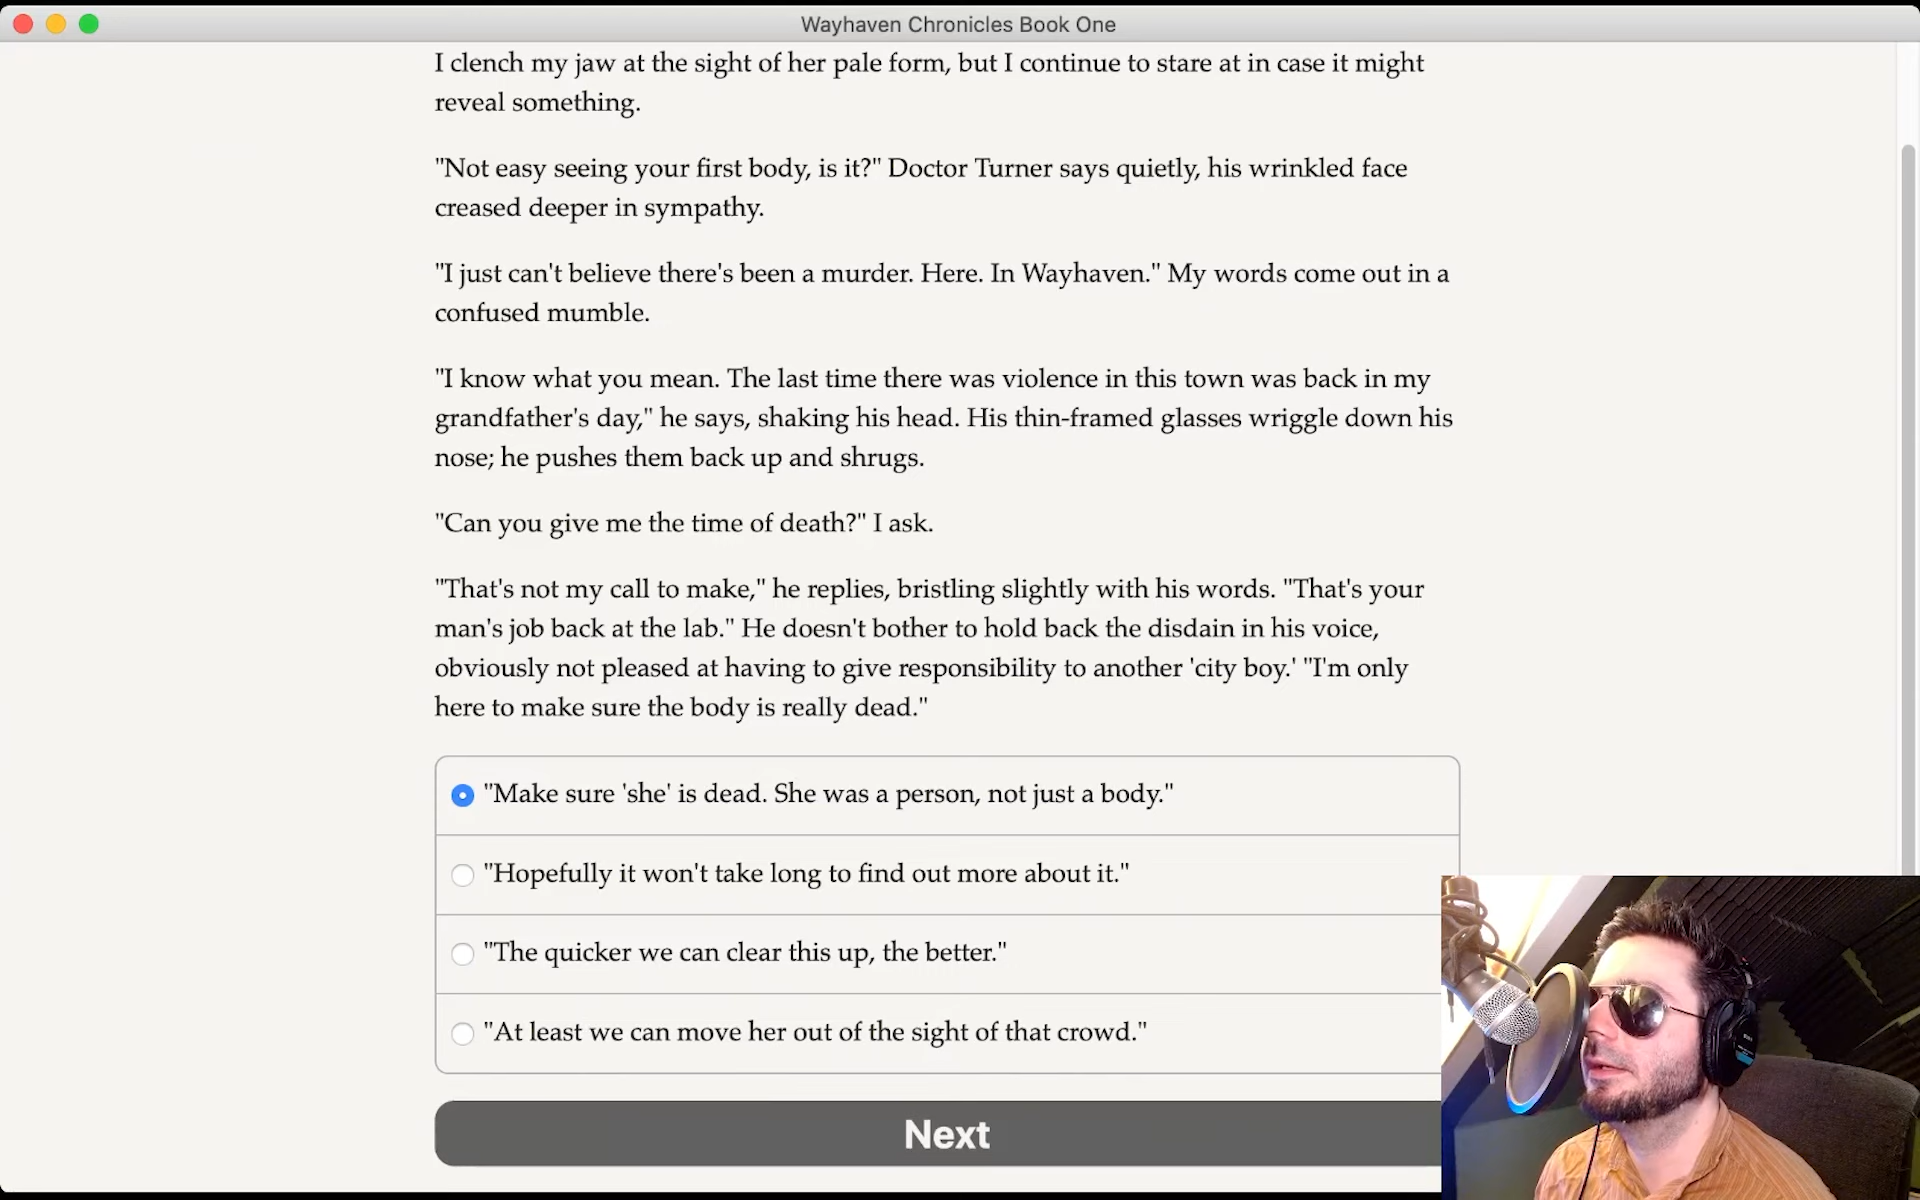 Wayhaven Chronicles Book One
I clench my jaw at the sight of her pale form, but I continue to stare at in case it might
reveal something.
"Not easy seeing your first body, is it?" Doctor Turner says quietly, his wrinkled face
creased deeper in sympathy.
"I just can't believe there's been a murder. Here. In Wayhaven." My words come out in a
confused mumble.
"I know what you mean. The last time there was violence in this town was back in my
grandfather's day," he says, shaking his head. His thin-framed glasses wriggle down his
nose; he pushes them back up and shrugs.
"Can you give me the time of death?" I ask.
"That's not my call to make," he replies, bristling slightly with his words. "That's your
man's job back at the lab." He doesn't bother to hold back the disdain in his voice,
obviously not pleased at having to give responsibility to another 'city boy.' "I'm only
here to make sure the body is really dead."
"Make sure 'she' is dead. She was a person, not just a body."
"Hopefully it won't take long to find out more about it."
"The quicker we can clear this up, the better."
"At least we can move her out of the sight of that crowd."
Next